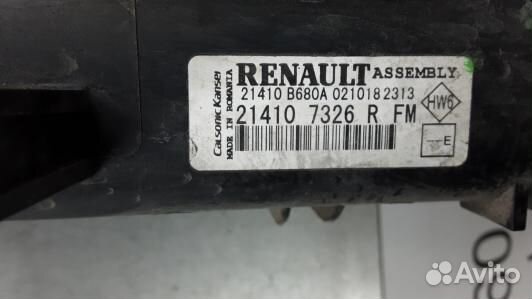 Calsonic Kansei
MADE IN ROMANIA
RENAULT ASSEMBLY
21410 B680A 0210182313
21410 7326 R FM
HW6
E
Avito